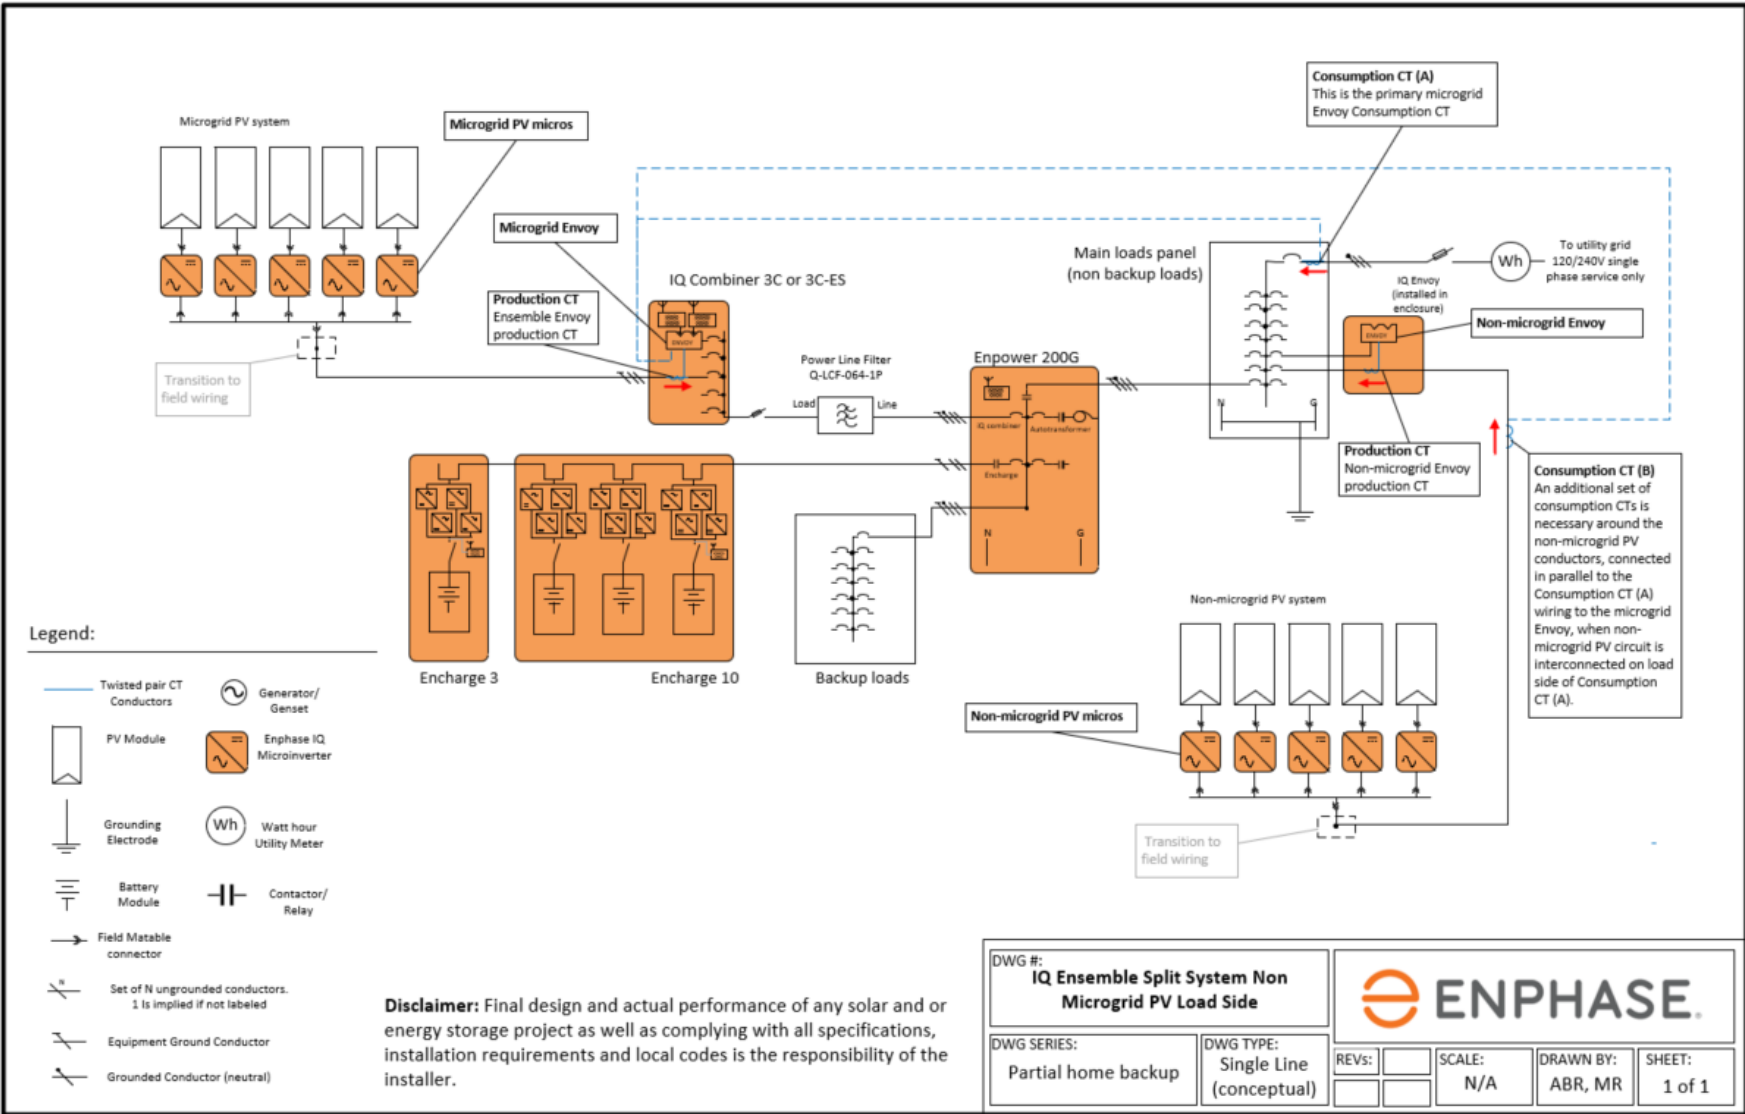 Microgrid PV system
Microgrid PV micros
Microgrid Envoy
Production CT
Ensemble Envoy
production CT
IQ Combiner 3C or 3C-ES
ENVOY
Transition to
field wiring
Power Line Filter
Q-LCF-064-1P
Load
Line
Enpower 200G
IQ combiner
Autotransformer
Encharge
N
G
Main loads panel
(non backup loads)
N
G
Consumption CT (A)
This is the primary microgrid
Envoy Consumption CT
Wh
To utility grid
120/240V single
phase service only
IQ Envoy
(installed in
enclosure)
ENVOY
Non-microgrid Envoy
Production CT
Non-microgrid Envoy
production CT
Consumption CT (B)
An additional set of
consumption CTs is
necessary around the
non-microgrid PV
conductors, connected
in parallel to the
Consumption CT (A)
wiring to the microgrid
Envoy, when non-
microgrid PV circuit is
interconnected on load
side of Consumption
CT (A).
Encharge 3
Encharge 10
Backup loads
Non-microgrid PV system
Non-microgrid PV micros
Transition to
field wiring
Legend:
Twisted pair CT
Conductors
Generator/
Genset
PV Module
Enphase IQ
Microinverter
Grounding
Electrode
Wh
Watt hour
Utility Meter
Battery
Module
Contactor/
Relay
Field Matable
connector
N
Set of N ungrounded conductors.
1 Is implied if not labeled
Equipment Ground Conductor
Grounded Conductor (neutral)
Disclaimer: Final design and actual performance of any solar and or
energy storage project as well as complying with all specifications,
installation requirements and local codes is the responsibility of the
installer.
DWG #:
IQ Ensemble Split System Non
Microgrid PV Load Side
ENPHASE.
DWG SERIES:
Partial home backup
DWG TYPE:
Single Line
(conceptual)
REVs:
SCALE:
N/A
DRAWN BY:
ABR, MR
SHEET:
1 of 1